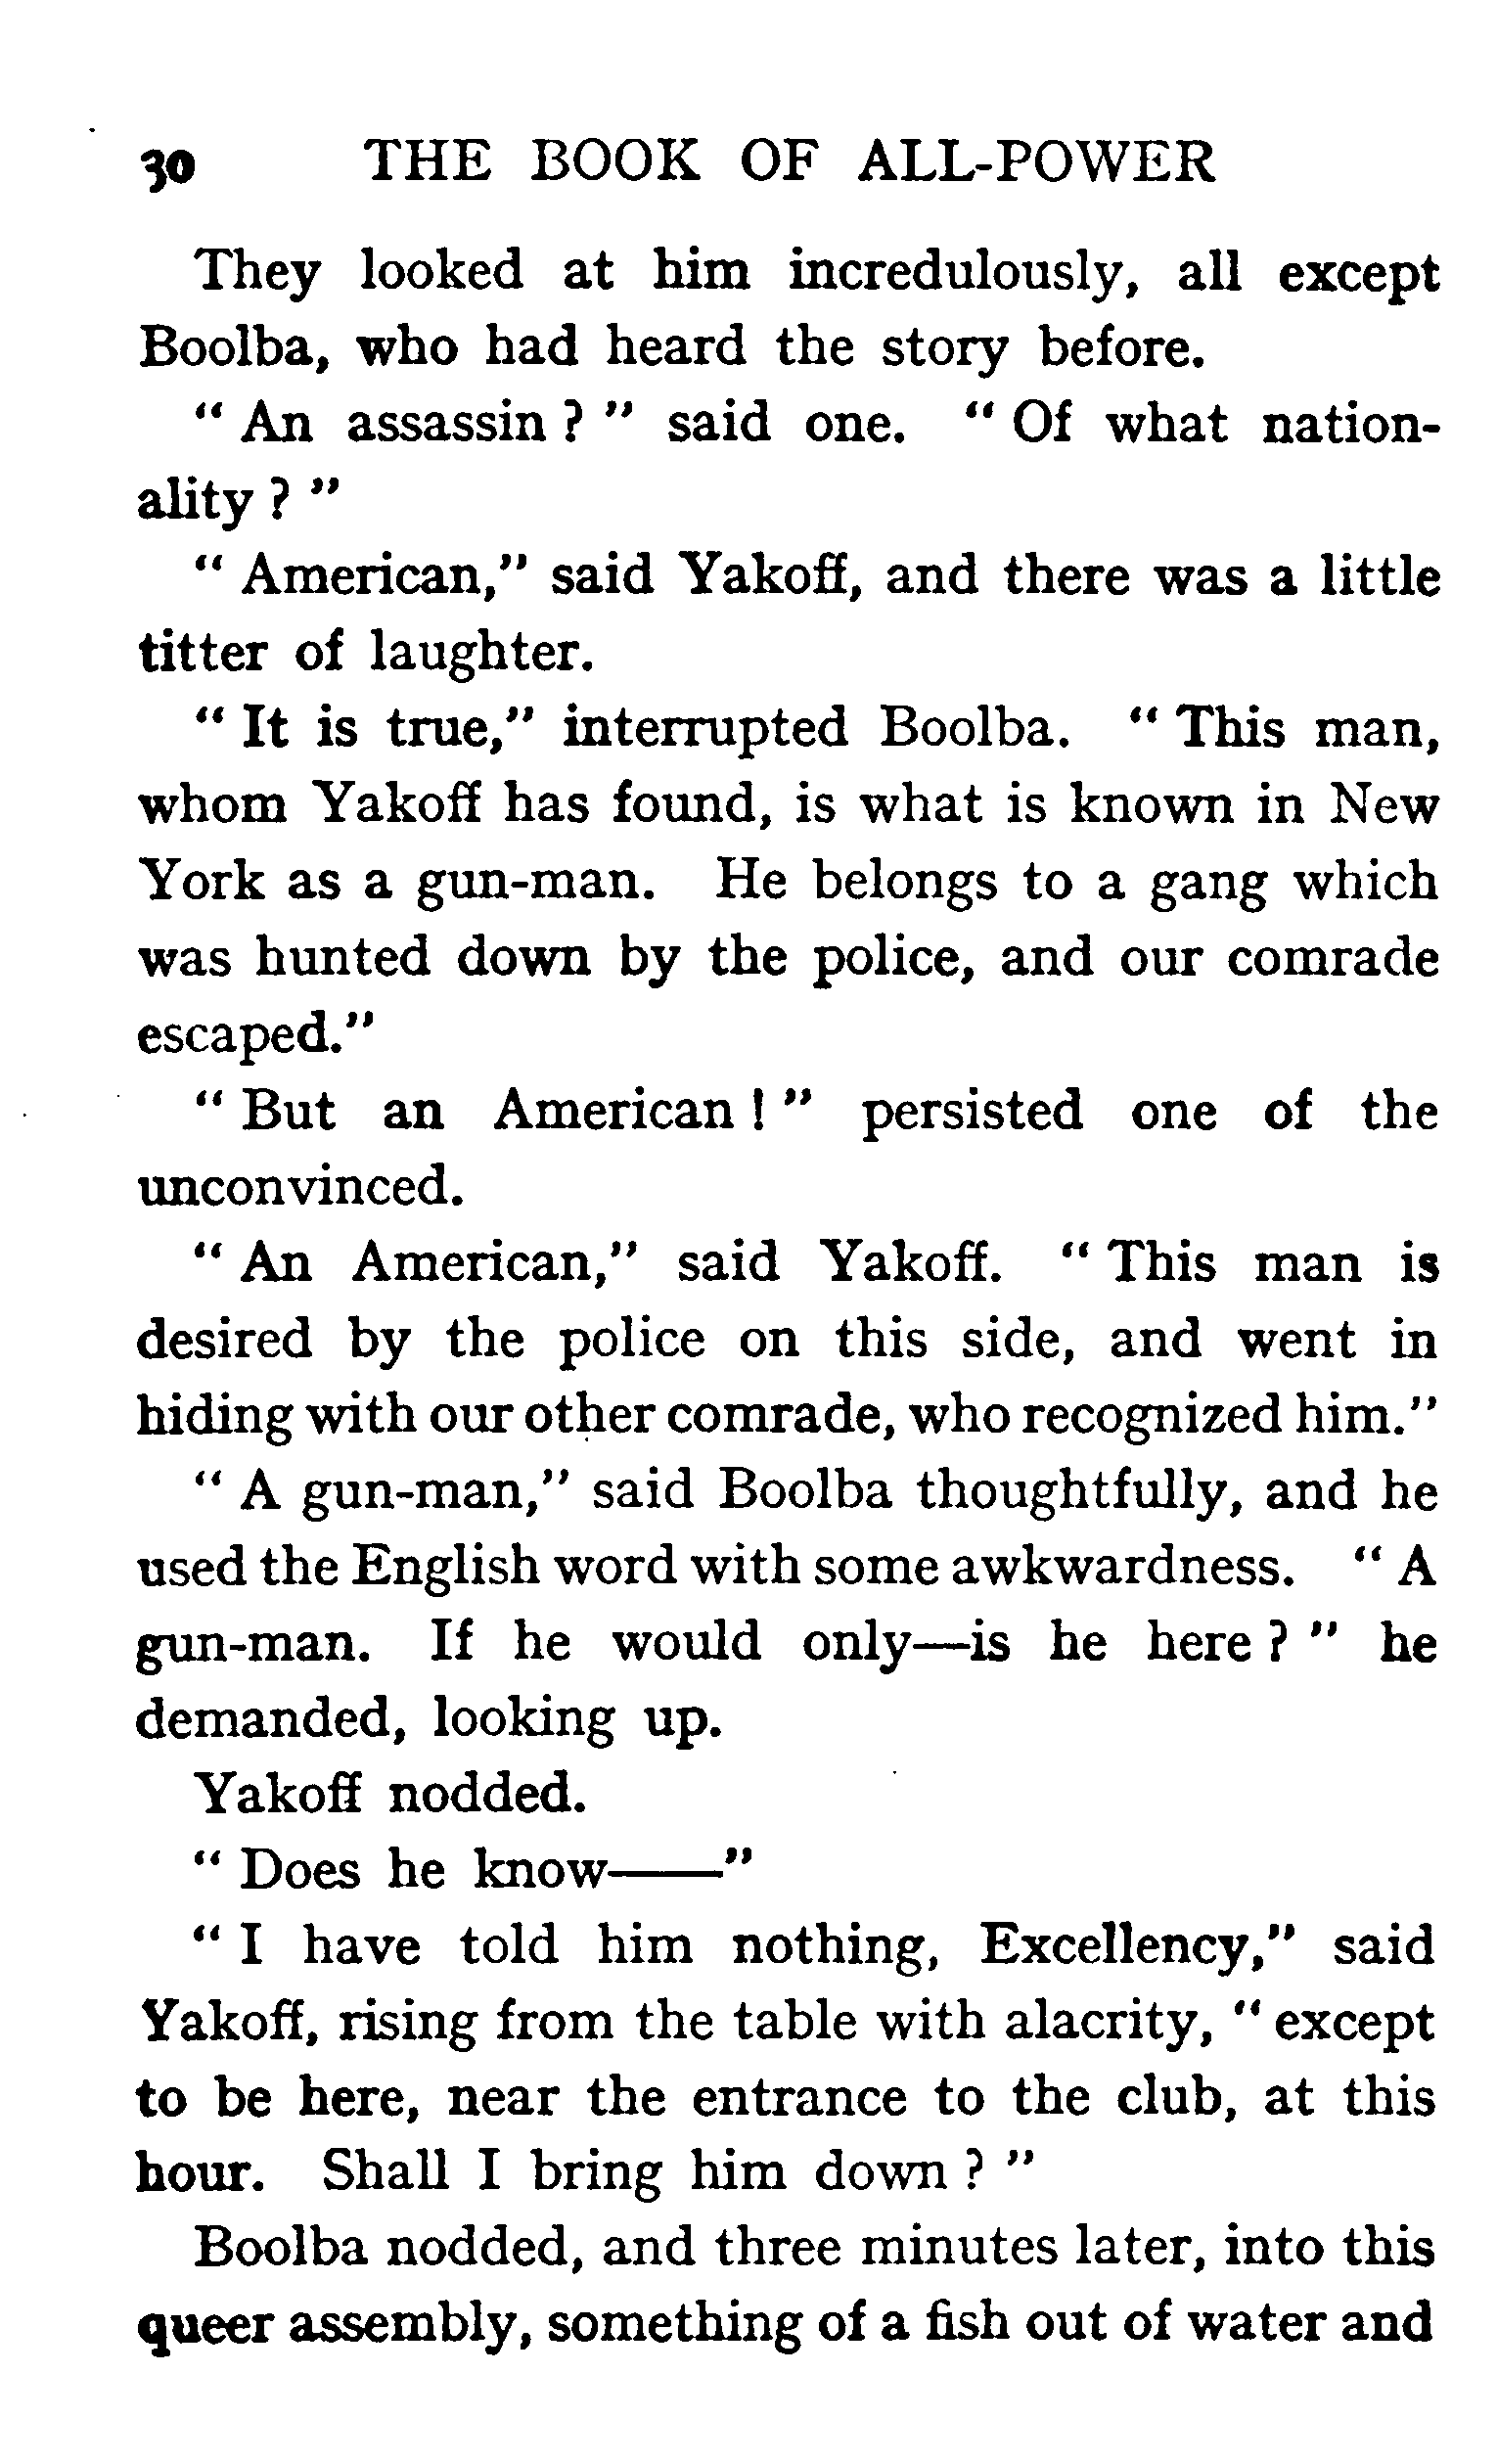 30 THE BOOK OF ALL-POWER
They looked at him incredulously, all except
Boolba, who had heard the story before.
" An assassin ? " said one. " Of what nation-
ality ? "
" American," said Yakoff, and there was a little
titter of laughter.
" It is true," interrupted Boolba. " This man,
whom Yakoff has found, is what is known in New
York as a gun-man. He belongs to a gang which
was hunted down by the police, and our comrade
escaped."
" But an American ! " persisted one of the
unconvinced.
" An American," said Yakoff. " This man is
desired by the police on this side, and went in
hiding with our other comrade, who recognized him."
" A gun-man," said Boolba thoughtfully, and he
used the English word with some awkwardness. " A
gun-man. If he would only—is he here ? " he
demanded, looking up.
Yakoff nodded.
" Does he know——"
" I have told him nothing, Excellency," said
Yakoff, rising from the table with alacrity, " except
to be here, near the entrance to the club, at this
hour. Shall I bring him down ? "
Boolba nodded, and three minutes later, into this
queer assembly, something of a fish out of water and